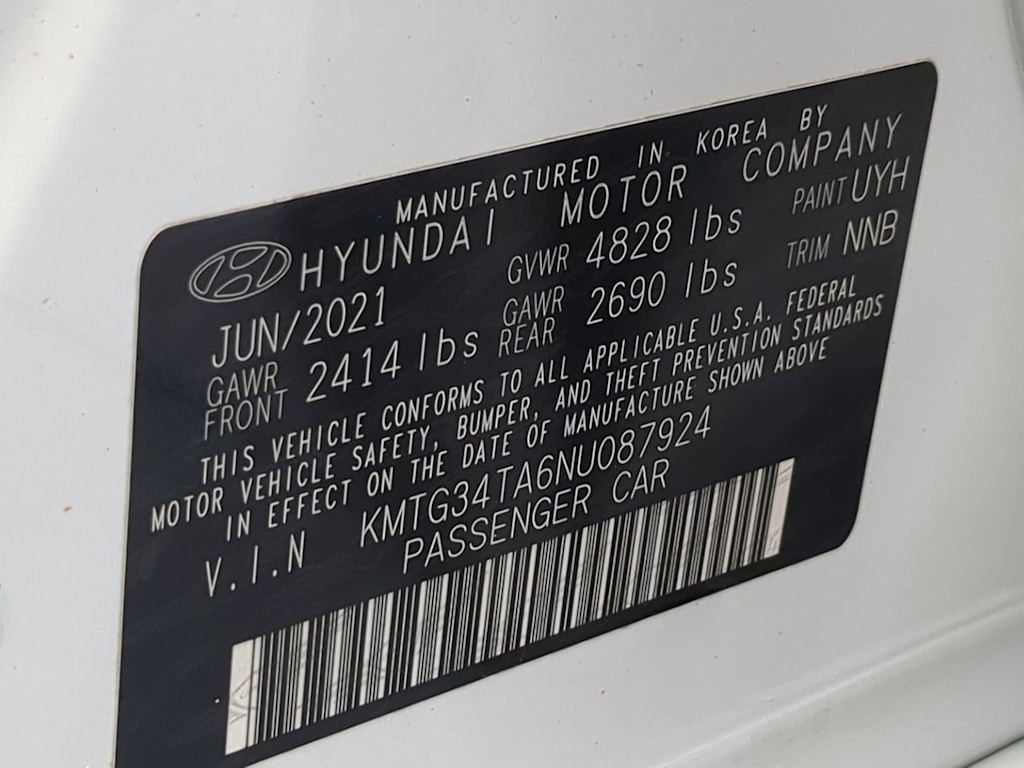 MANUFACTURED IN KOREA BY
HYUNDAI MOTOR COMPANY
JUN/2021 GVWR 4828 lbs PAINT UYH
GAWR FRONT 2414 lbs GAWR REAR 2690 lbs TRIM NNB
THIS VEHICLE CONFORMS TO ALL APPLICABLE U.S.A. FEDERAL
MOTOR VEHICLE SAFETY, BUMPER, AND THEFT PREVENTION STANDARDS
IN EFFECT ON THE DATE OF MANUFACTURE SHOWN ABOVE
V.I.N KMTG34TA6NU087924
PASSENGER CAR